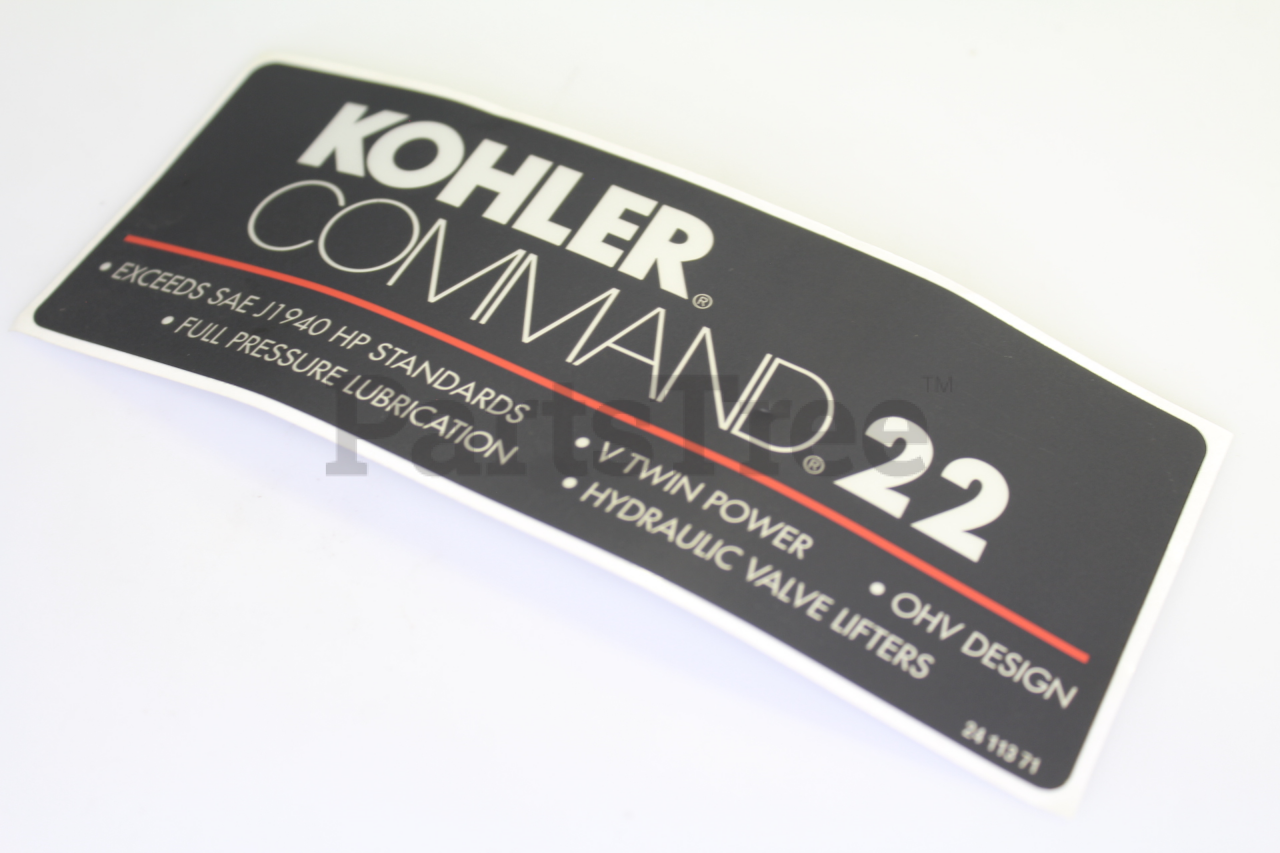 KOHLER®
COMMAND® 22
• EXCEEDS SAE J1940 HP STANDARDS
• V TWIN POWER
• OHV DESIGN
• FULL PRESSURE LUBRICATION
• HYDRAULIC VALVE LIFTERS
24 113 71
PartsTree™